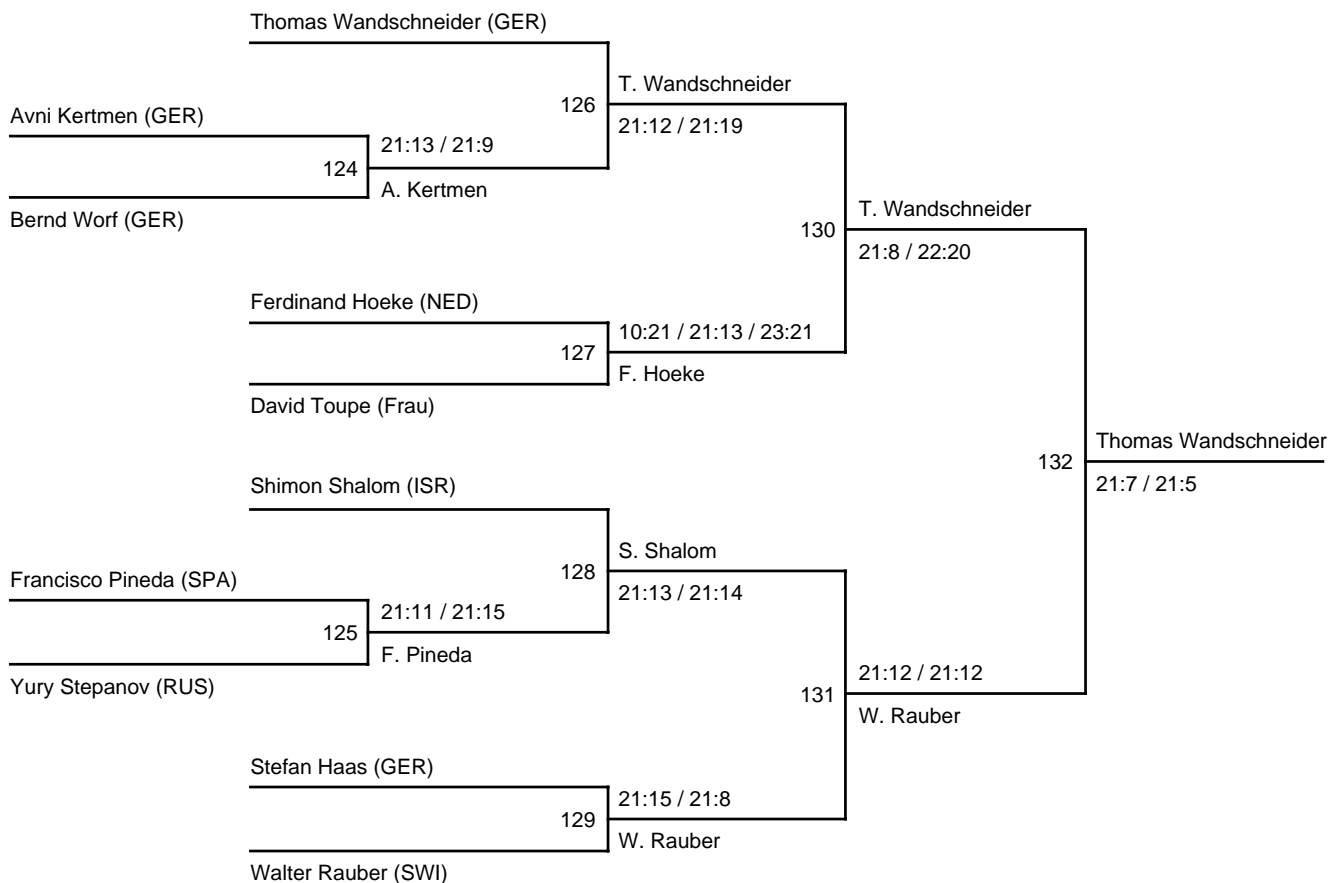 Thomas Wandschneider (GER)
T. Wandschneider
126
Avni Kertmen (GER)
21:12 / 21:19
21:13 / 21:9
124
A. Kertmen
T. Wandschneider
Bernd Worf (GER)
130
21:8 / 22:20
Ferdinand Hoeke (NED)
10:21 / 21:13 / 23:21
127
F. Hoeke
David Toupe (Frau)
Thomas Wandschneider
132
21:7 / 21:5
Shimon Shalom (ISR)
S. Shalom
128
Francisco Pineda (SPA)
21:13 / 21:14
21:11 / 21:15
125
F. Pineda
21:12 / 21:12
Yury Stepanov (RUS)
131
W. Rauber
Stefan Haas (GER)
21:15 / 21:8
129
W. Rauber
Walter Rauber (SWI)